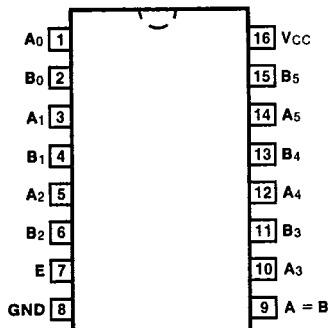 A0 1 16 VCC
B0 2 15 B5
A1 3 14 A5
B1 4 13 B4
A2 5 12 A4
B2 6 11 B3
E 7 10 A3
GND 8 9 A = B